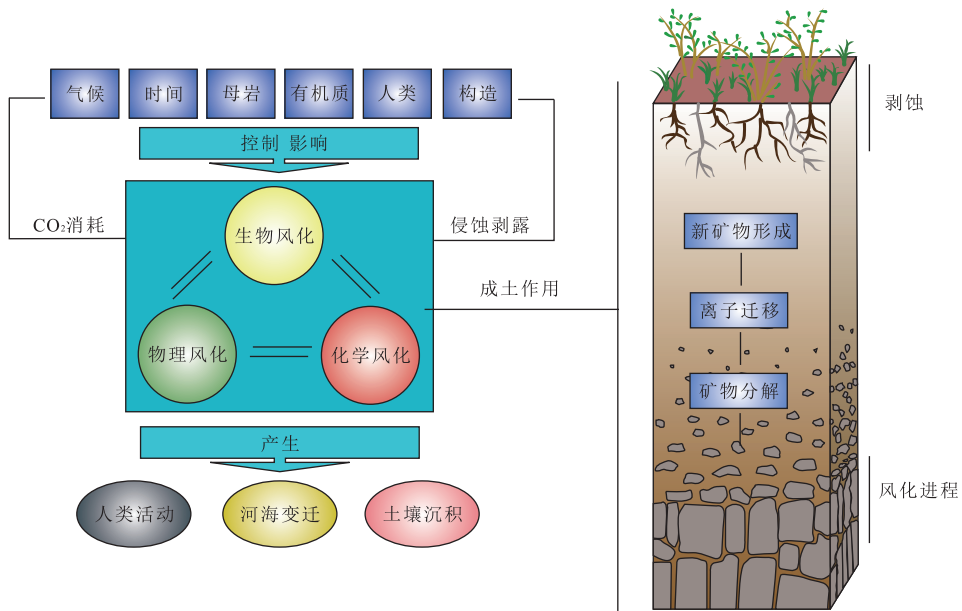 气候
时间
母岩
有机质
人类
构造
控制 影响
CO₂消耗
生物风化
侵蚀剥露
物理风化
化学风化
成土作用
产生
人类活动
河海变迁
土壤沉积
剥蚀
新矿物形成
离子迁移
矿物分解
风化进程